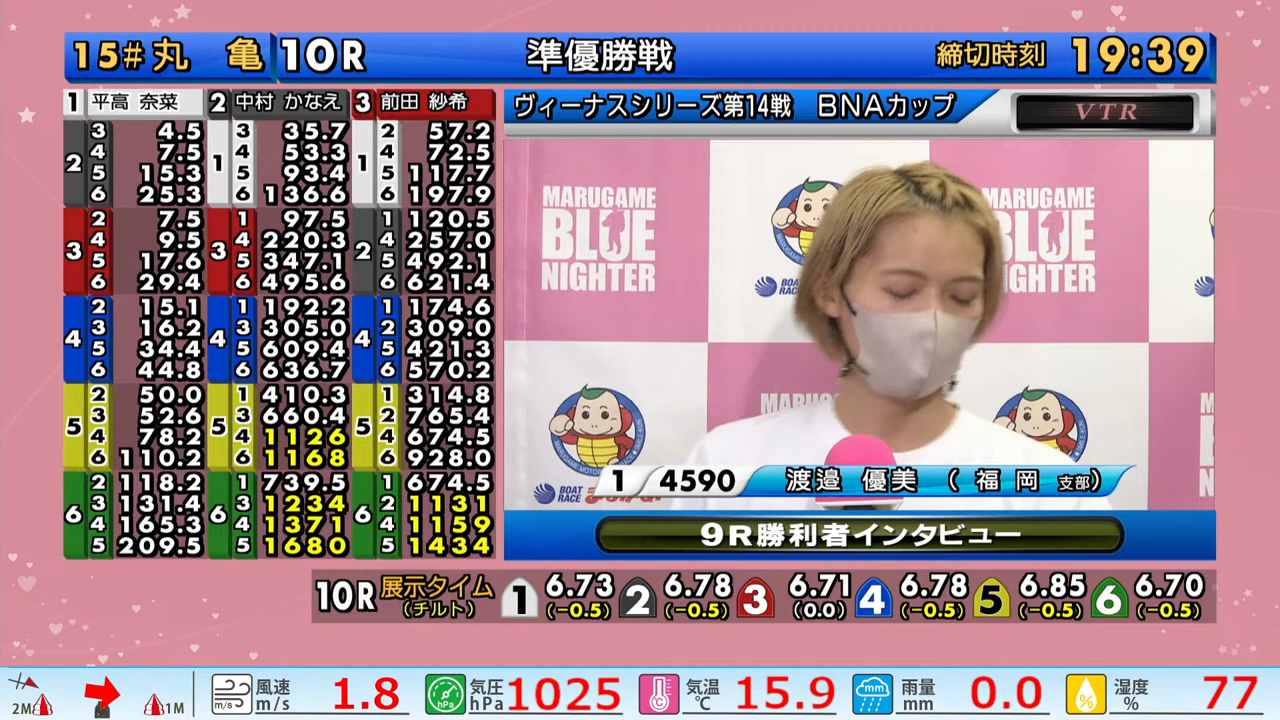 15# 丸 亀 10R 準優勝戦 締切時刻 19:39
1 平高 奈菜 2 中村 かなえ 3 前田 紗希
ヴィーナスシリーズ第14戦 BNAカップ
VTR
2 3 4.5 1 3 35.7 1 2 57.2
4 7.5 4 53.3 4 72.5
5 15.3 5 93.4 5 117.7
6 25.3 6 136.6 6 197.9
3 2 7.5 3 1 97.5 2 1 120.5
4 9.5 4 220.3 4 257.0
5 17.6 5 347.1 5 492.1
6 29.4 6 495.6 6 621.4
4 2 15.1 4 1 192.2 4 1 174.6
3 16.2 3 305.0 2 309.0
5 34.4 5 609.4 5 421.3
6 44.8 6 636.7 6 570.2
5 2 50.0 5 1 410.3 5 1 314.8
3 52.6 3 660.4 2 765.4
4 78.2 4 1126 4 674.5
6 110.2 6 1168 6 928.0
6 2 118.2 6 1 739.5 6 1 674.5
3 131.4 3 1234 2 1131
4 165.3 4 1371 4 1159
5 209.5 5 1680 5 1434
MARUGAME
BLUE
NIGHTER
BOAT
RACE
1 4590 渡邉 優美 ( 福 岡 支部)
9R勝利者インタビュー
10R 展示タイム (チルト) 1 6.73 (-0.5) 2 6.78 (-0.5) 3 6.71 (0.0) 4 6.78 (-0.5) 5 6.85 (-0.5) 6 6.70 (-0.5)
2M 1M 風速 m/s 1.8 hPa 気圧 hPa 1025 ℃ 気温 ℃ 15.9 mm 雨量 mm 0.0 % 湿度 % 77